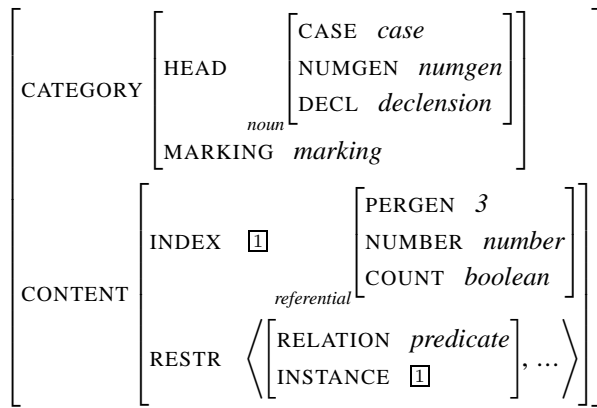 CASE case
CATEGORY HEAD NUMGEN numgen
DECL declension
noun
MARKING marking
PERGEN 3
INDEX 1 NUMBER number
COUNT boolean
referential
CONTENT
RELATION predicate
RESTR ⟨ , ... ⟩
INSTANCE 1